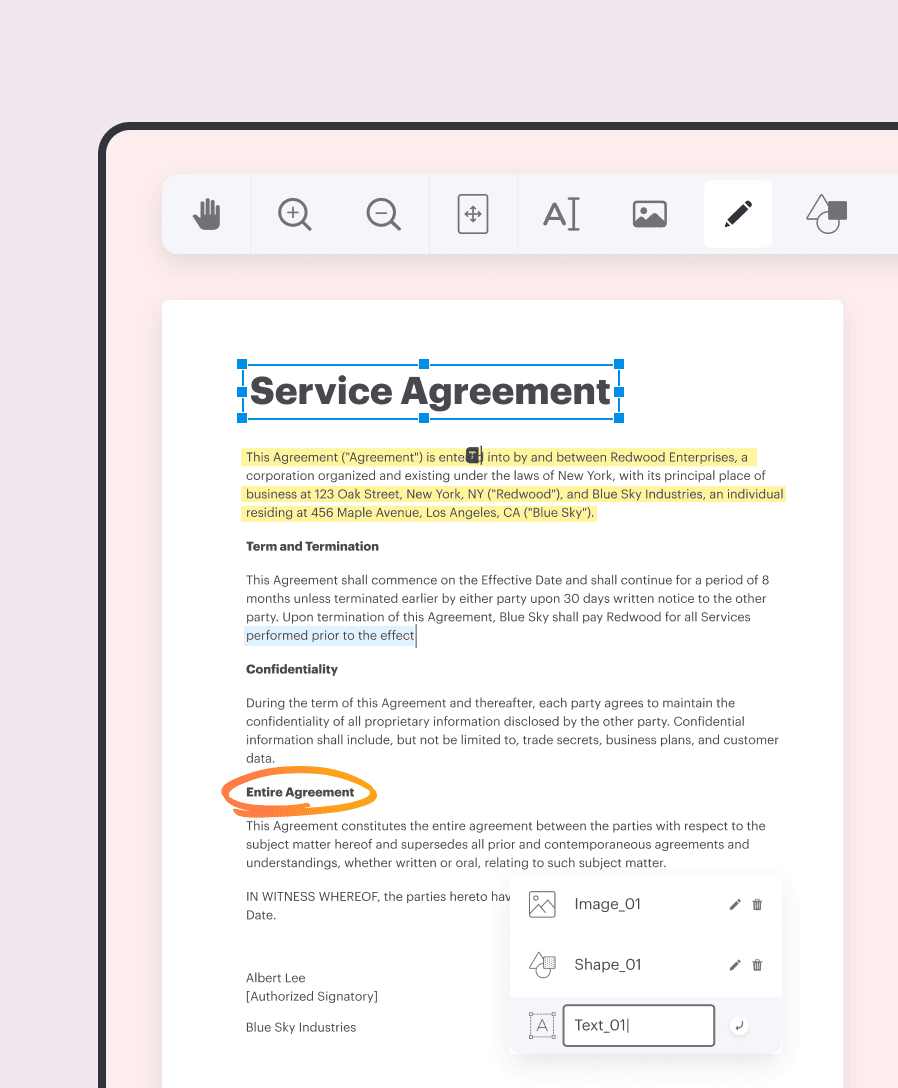 Service Agreement
This Agreement ("Agreement") is entered into by and between Redwood Enterprises, a
corporation organized and existing under the laws of New York, with its principal place of
business at 123 Oak Street, New York, NY ("Redwood"), and Blue Sky Industries, an individual
residing at 456 Maple Avenue, Los Angeles, CA ("Blue Sky").
Term and Termination
This Agreement shall commence on the Effective Date and shall continue for a period of 8
months unless terminated earlier by either party upon 30 days written notice to the other
party. Upon termination of this Agreement, Blue Sky shall pay Redwood for all Services
performed prior to the effect
Confidentiality
During the term of this Agreement and thereafter, each party agrees to maintain the
confidentiality of all proprietary information disclosed by the other party. Confidential
information shall include, but not be limited to, trade secrets, business plans, and customer
data.
Entire Agreement
This Agreement constitutes the entire agreement between the parties with respect to the
subject matter hereof and supersedes all prior and contemporaneous agreements and
understandings, whether written or oral, relating to such subject matter.
IN WITNESS WHEREOF, the parties hereto hav
Date.
Image_01
Shape_01
Text_01
Albert Lee
[Authorized Signatory]
Blue Sky Industries